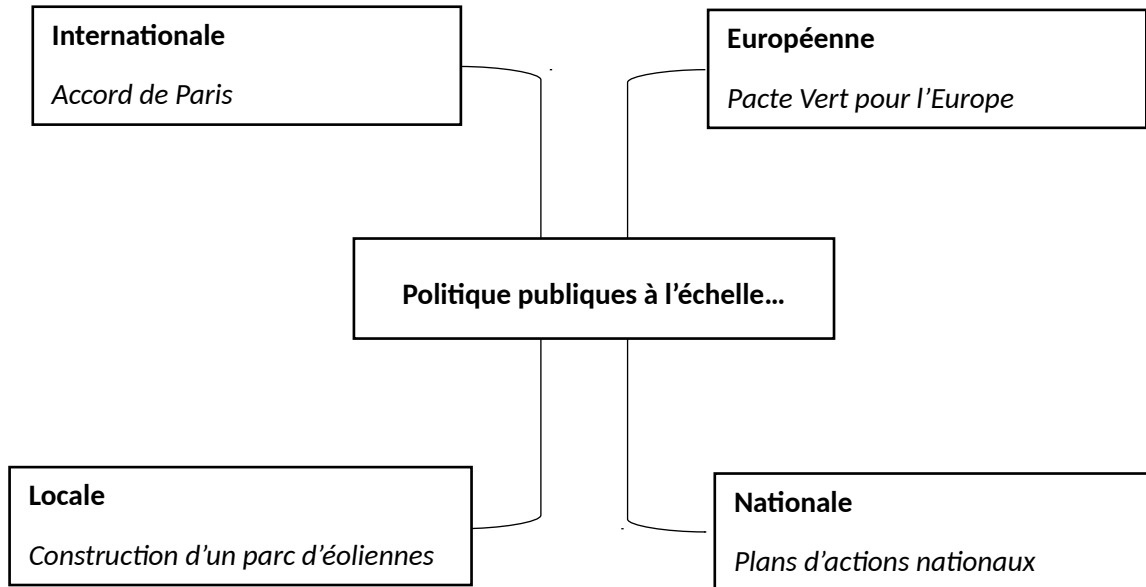 Internationale
Accord de Paris
Européenne
Pacte Vert pour l’Europe
Politique publiques à l’échelle…
Locale
Construction d’un parc d’éoliennes
Nationale
Plans d’actions nationaux